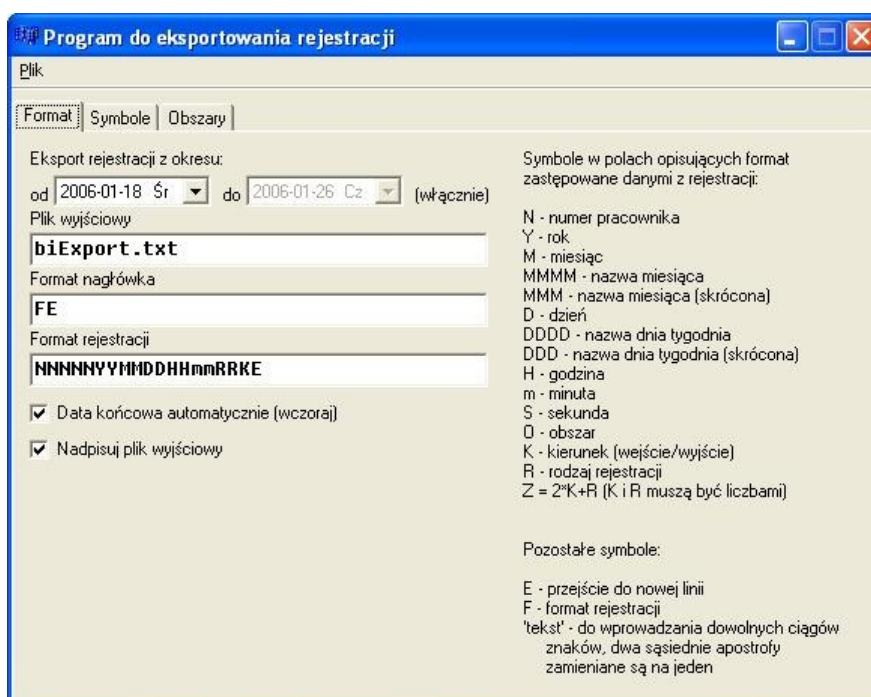 Program do eksportowania rejestracji
Plik
Format
Symbole
Obszary
Eksport rejestracji z okresu:
od 2006-01-18 Śr do 2006-01-26 Cz (włącznie)
Plik wyjściowy
biExport.txt
Format nagłówka
FE
Format rejestracji
NNNNNYYMMDDHHmmRRKE
Data końcowa automatycznie (wczoraj)
Nadpisuj plik wyjściowy
Symbole w polach opisujących format
zastępowane danymi z rejestracji:
N - numer pracownika
Y - rok
M - miesiąc
MMMM - nazwa miesiąca
MMM - nazwa miesiąca (skrócona)
D - dzień
DDDD - nazwa dnia tygodnia
DDD - nazwa dnia tygodnia (skrócona)
H - godzina
m - minuta
S - sekunda
O - obszar
K - kierunek (wejście/wyjście)
R - rodzaj rejestracji
Z = 2*K+R (K i R muszą być liczbami)
Pozostałe symbole:
E - przejście do nowej linii
F - format rejestracji
'tekst' - do wprowadzania dowolnych ciągów
znaków, dwa sąsiednie apostrofy
zamieniane są na jeden